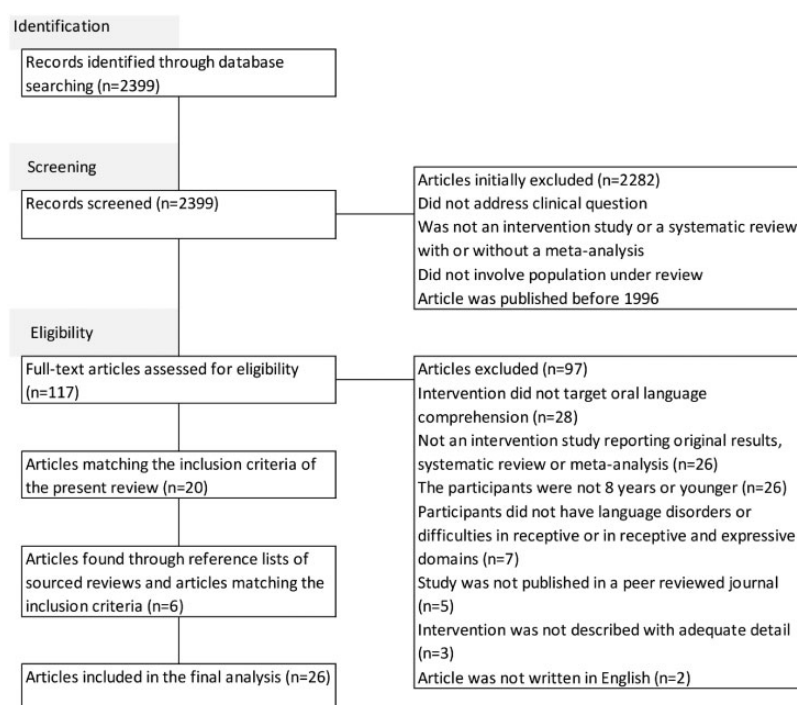 Identification
Records identified through database
searching (n=2399)
Screening
Records screened (n=2399)
Articles initially excluded (n=2282)
Did not address clinical question
Was not an intervention study or a systematic review
with or without a meta-analysis
Did not involve population under review
Article was published before 1996
Eligibility
Full-text articles assessed for eligibility
(n=117)
Articles excluded (n=97)
Intervention did not target oral language
comprehension (n=28)
Not an intervention study reporting original results,
systematic review or meta-analysis (n=26)
The participants were not 8 years or younger (n=26)
Participants did not have language disorders or
difficulties in receptive or in receptive and expressive
domains (n=7)
Study was not published in a peer reviewed journal
(n=5)
Intervention was not described with adequate detail
(n=3)
Article was not written in English (n=2)
Articles matching the inclusion criteria of
the present review (n=20)
Articles found through reference lists of
sourced reviews and articles matching the
inclusion criteria (n=6)
Articles included in the final analysis (n=26)